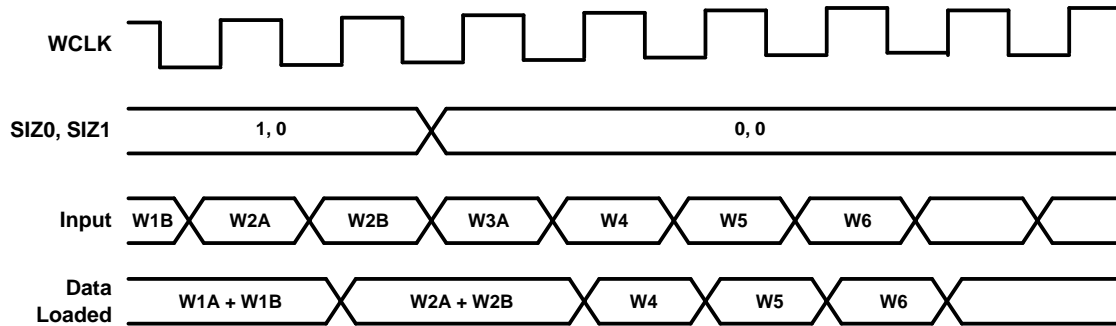 WCLK
SIZ0, SIZ1 1, 0 0, 0
Input W1B W2A W2B W3A W4 W5 W6
Data
Loaded W1A + W1B W2A + W2B W4 W5 W6